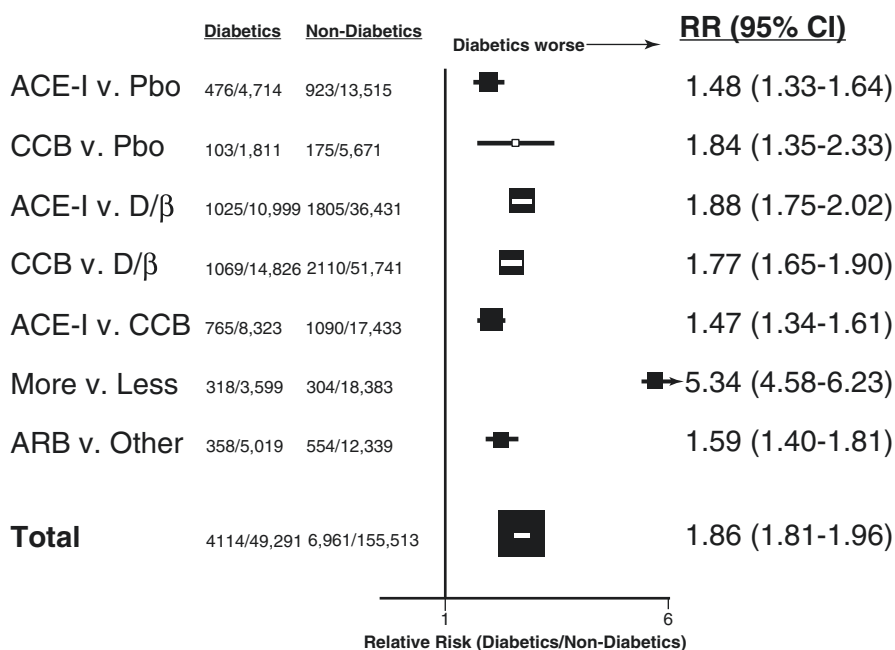 Diabetics Non-Diabetics Diabetics worse RR (95% CI)
ACE-I v. Pbo 476/4,714 923/13,515 1.48 (1.33-1.64)
CCB v. Pbo 103/1,811 175/5,671 1.84 (1.35-2.33)
ACE-I v. D/β 1025/10,999 1805/36,431 1.88 (1.75-2.02)
CCB v. D/β 1069/14,826 2110/51,741 1.77 (1.65-1.90)
ACE-I v. CCB 765/8,323 1090/17,433 1.47 (1.34-1.61)
More v. Less 318/3,599 304/18,383 5.34 (4.58-6.23)
ARB v. Other 358/5,019 554/12,339 1.59 (1.40-1.81)
Total 4114/49,291 6,961/155,513 1.86 (1.81-1.96)
1 6
Relative Risk (Diabetics/Non-Diabetics)